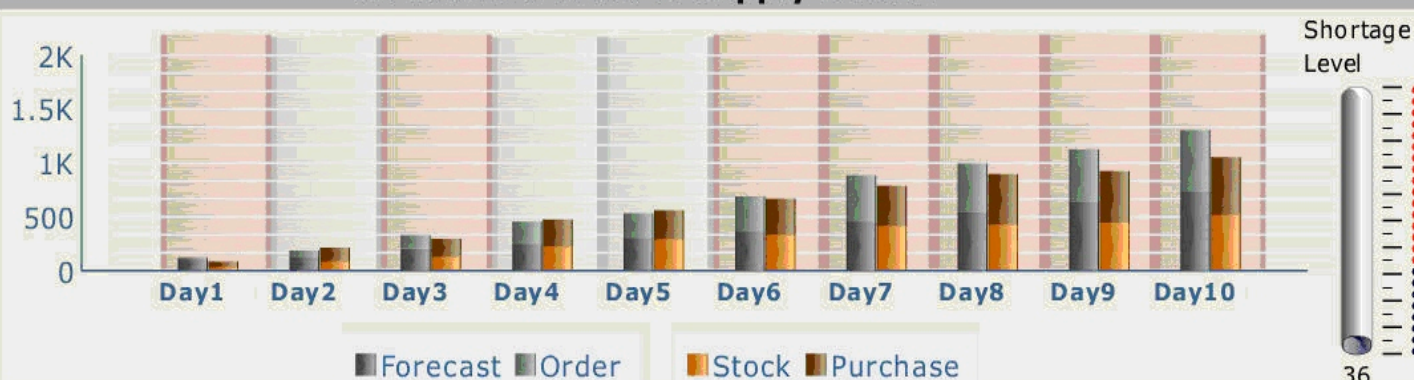 Shortage
Level
2K
1.5K
1K
500
0
Day1 Day2 Day3 Day4 Day5 Day6 Day7 Day8 Day9 Day10
Forecast Order Stock Purchase
36